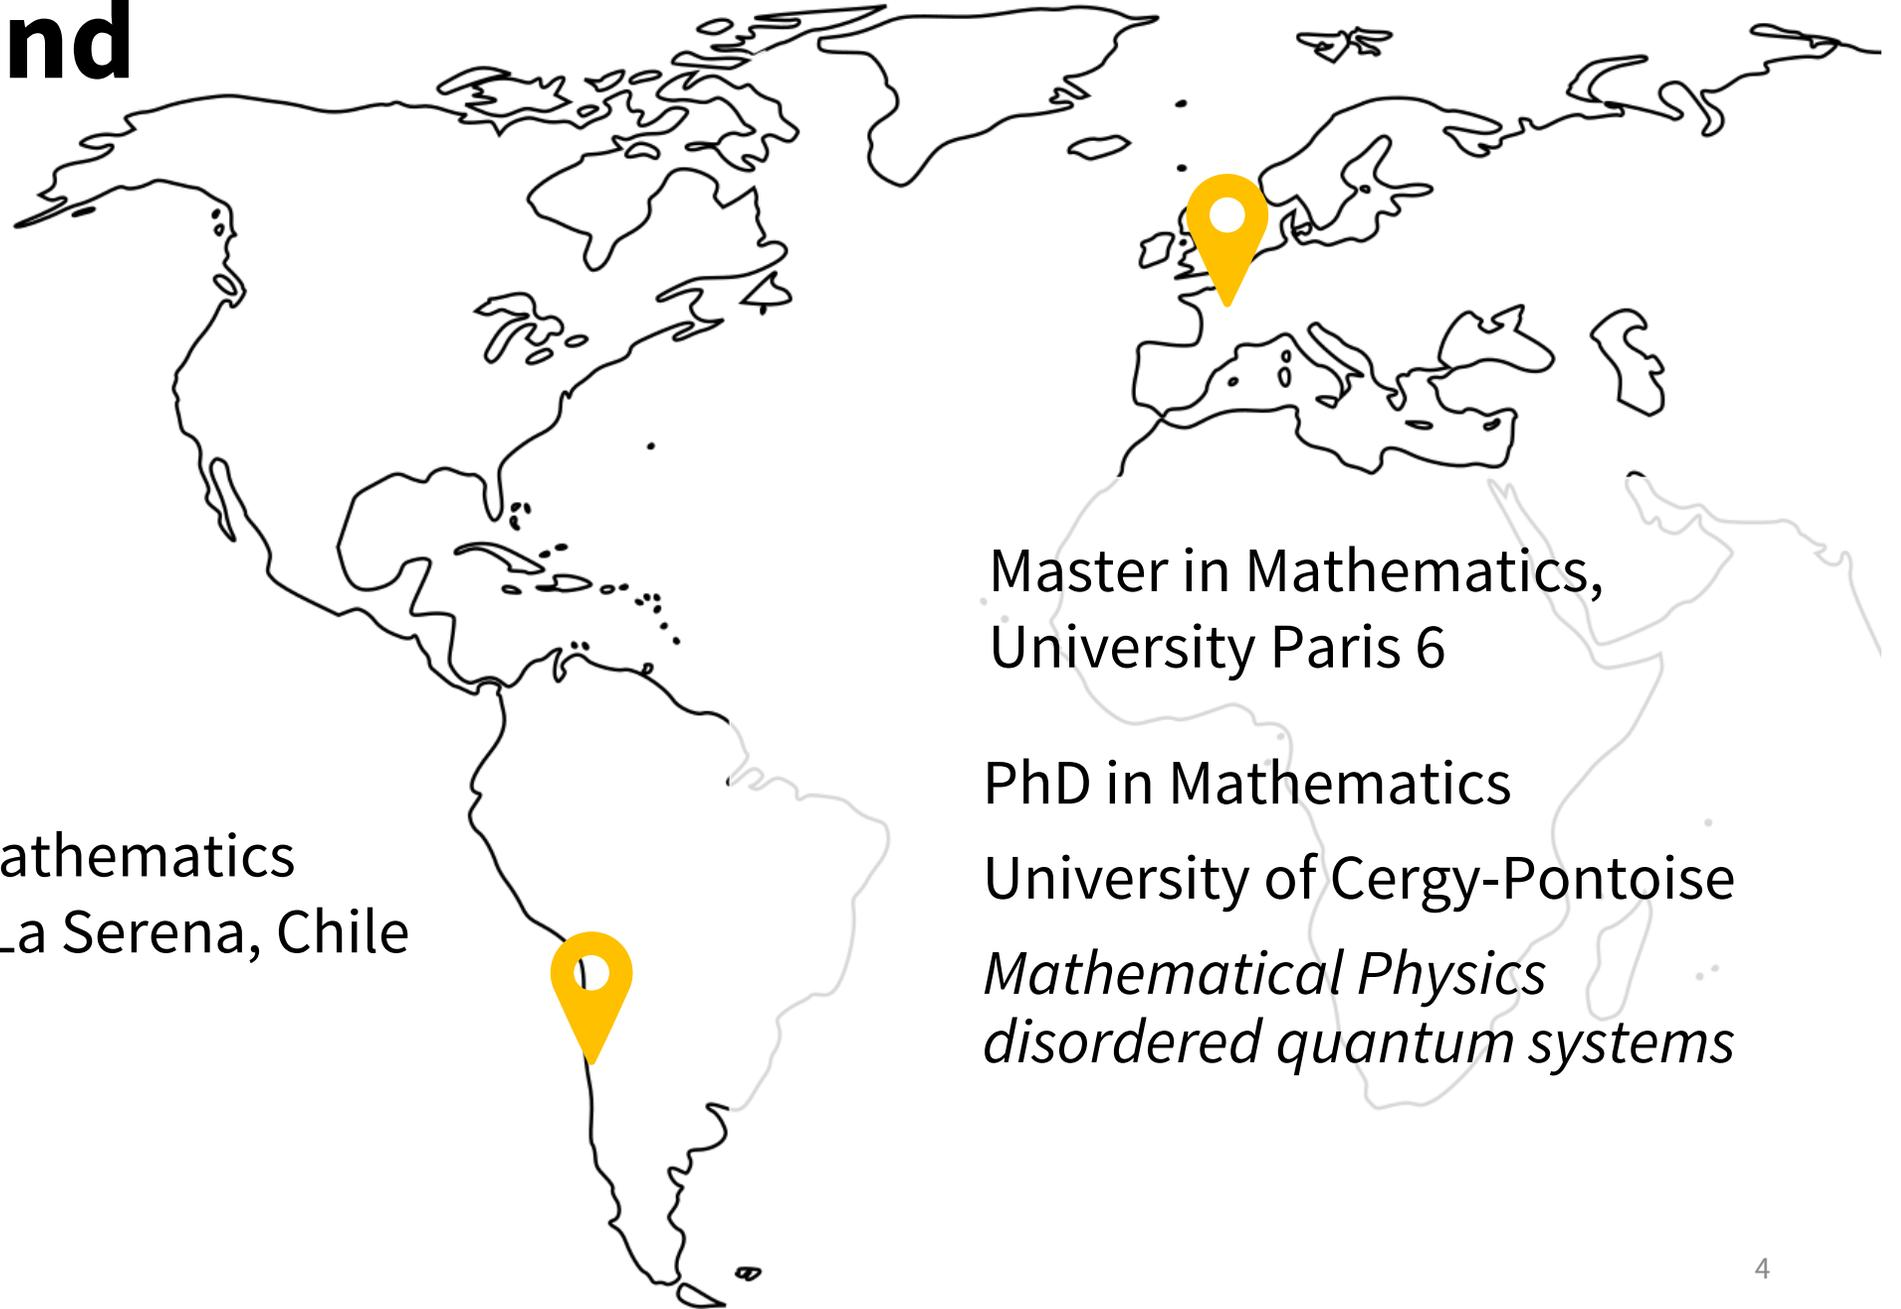 nd
athematics
La Serena, Chile
Master in Mathematics,
University Paris 6
PhD in Mathematics
University of Cergy-Pontoise
Mathematical Physics
disordered quantum systems
4